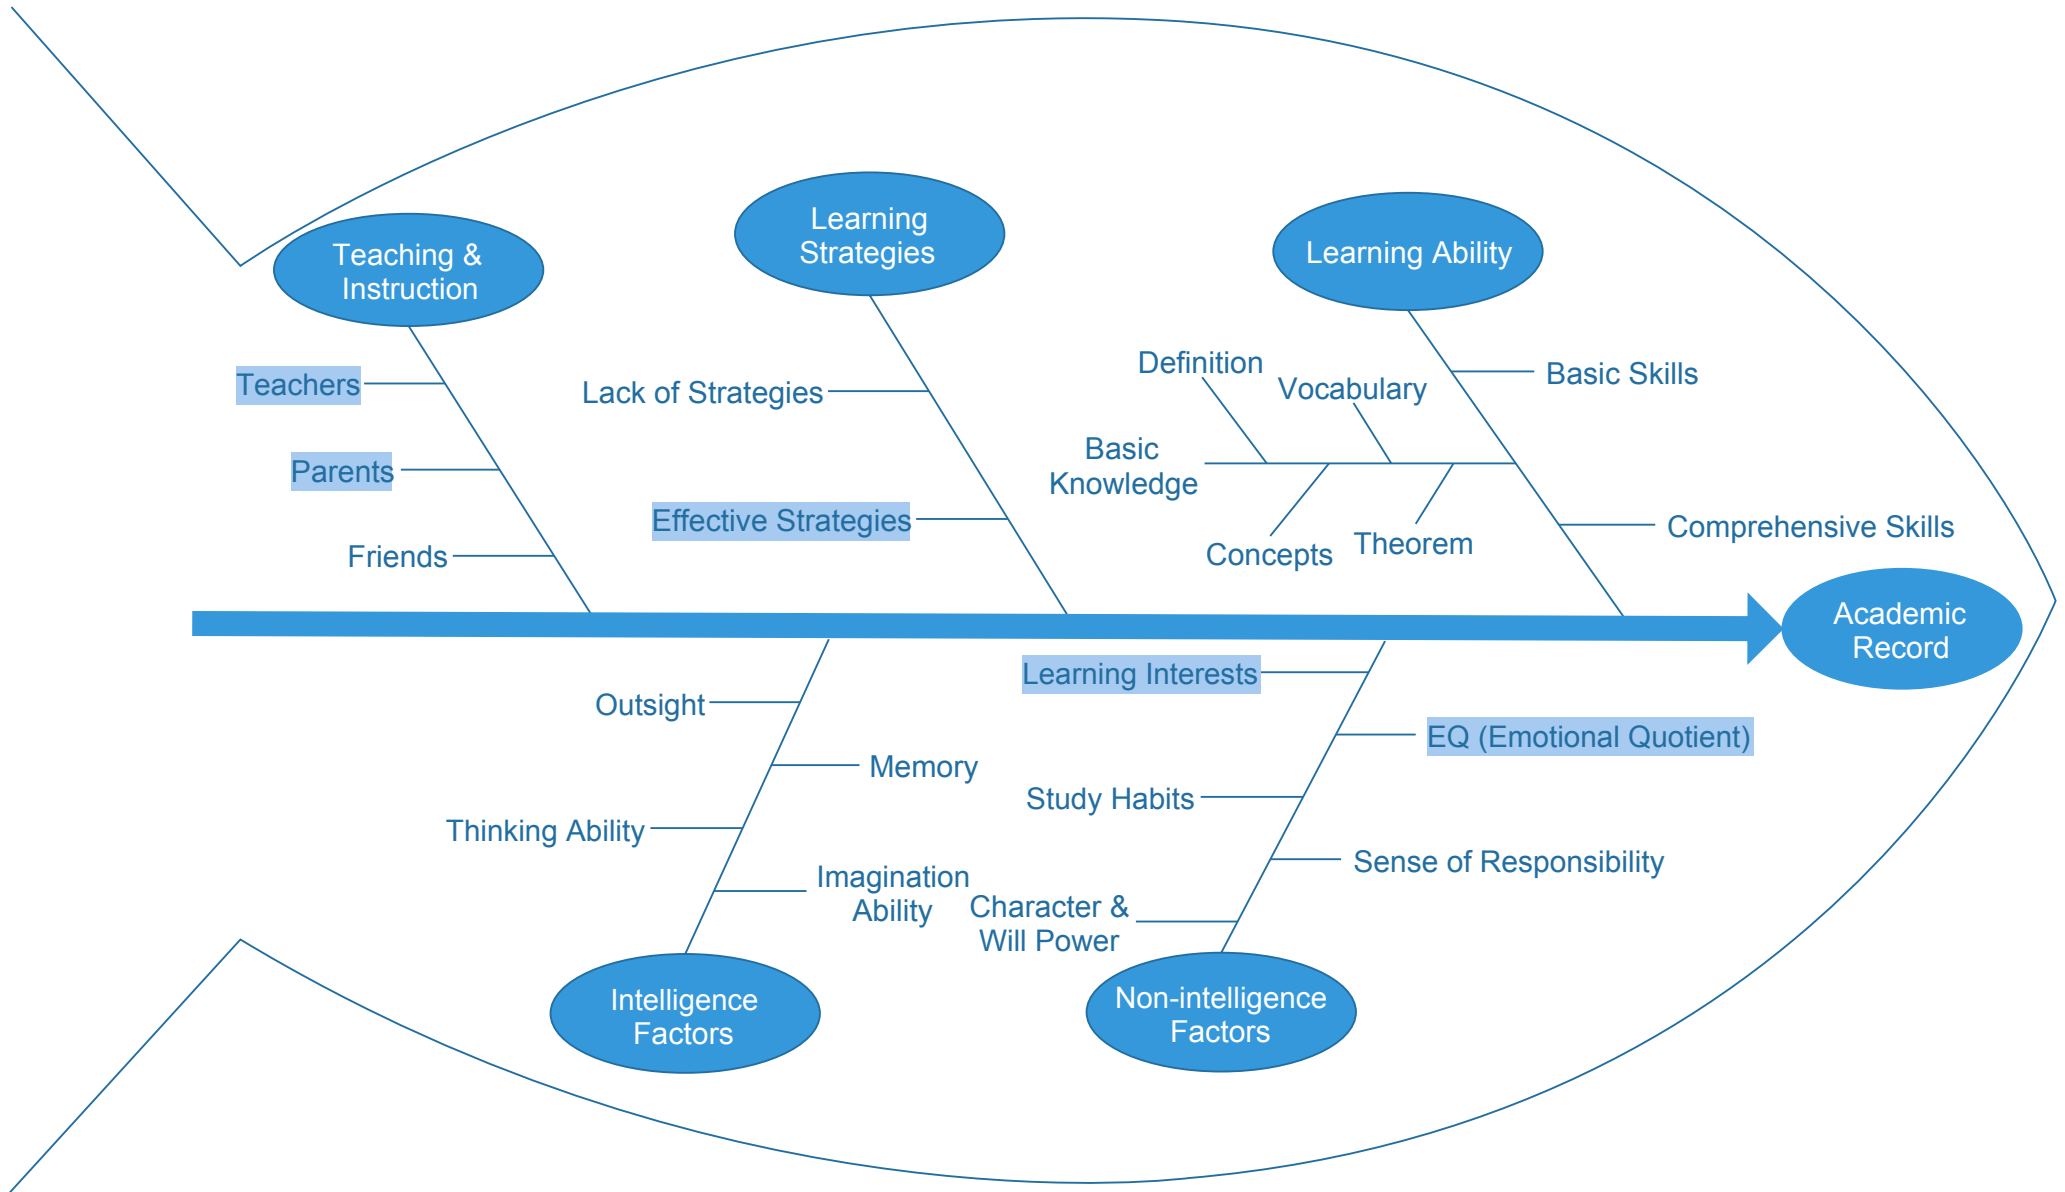 Teaching &
Instruction
Learning
Strategies
Learning Ability
Teachers
Parents
Friends
Lack of Strategies
Effective Strategies
Definition
Vocabulary
Basic
Knowledge
Concepts
Theorem
Basic Skills
Comprehensive Skills
Academic
Record
Outsight
Memory
Thinking Ability
Imagination
Ability
Learning Interests
EQ (Emotional Quotient)
Study Habits
Sense of Responsibility
Character &
Will Power
Intelligence
Factors
Non-intelligence
Factors